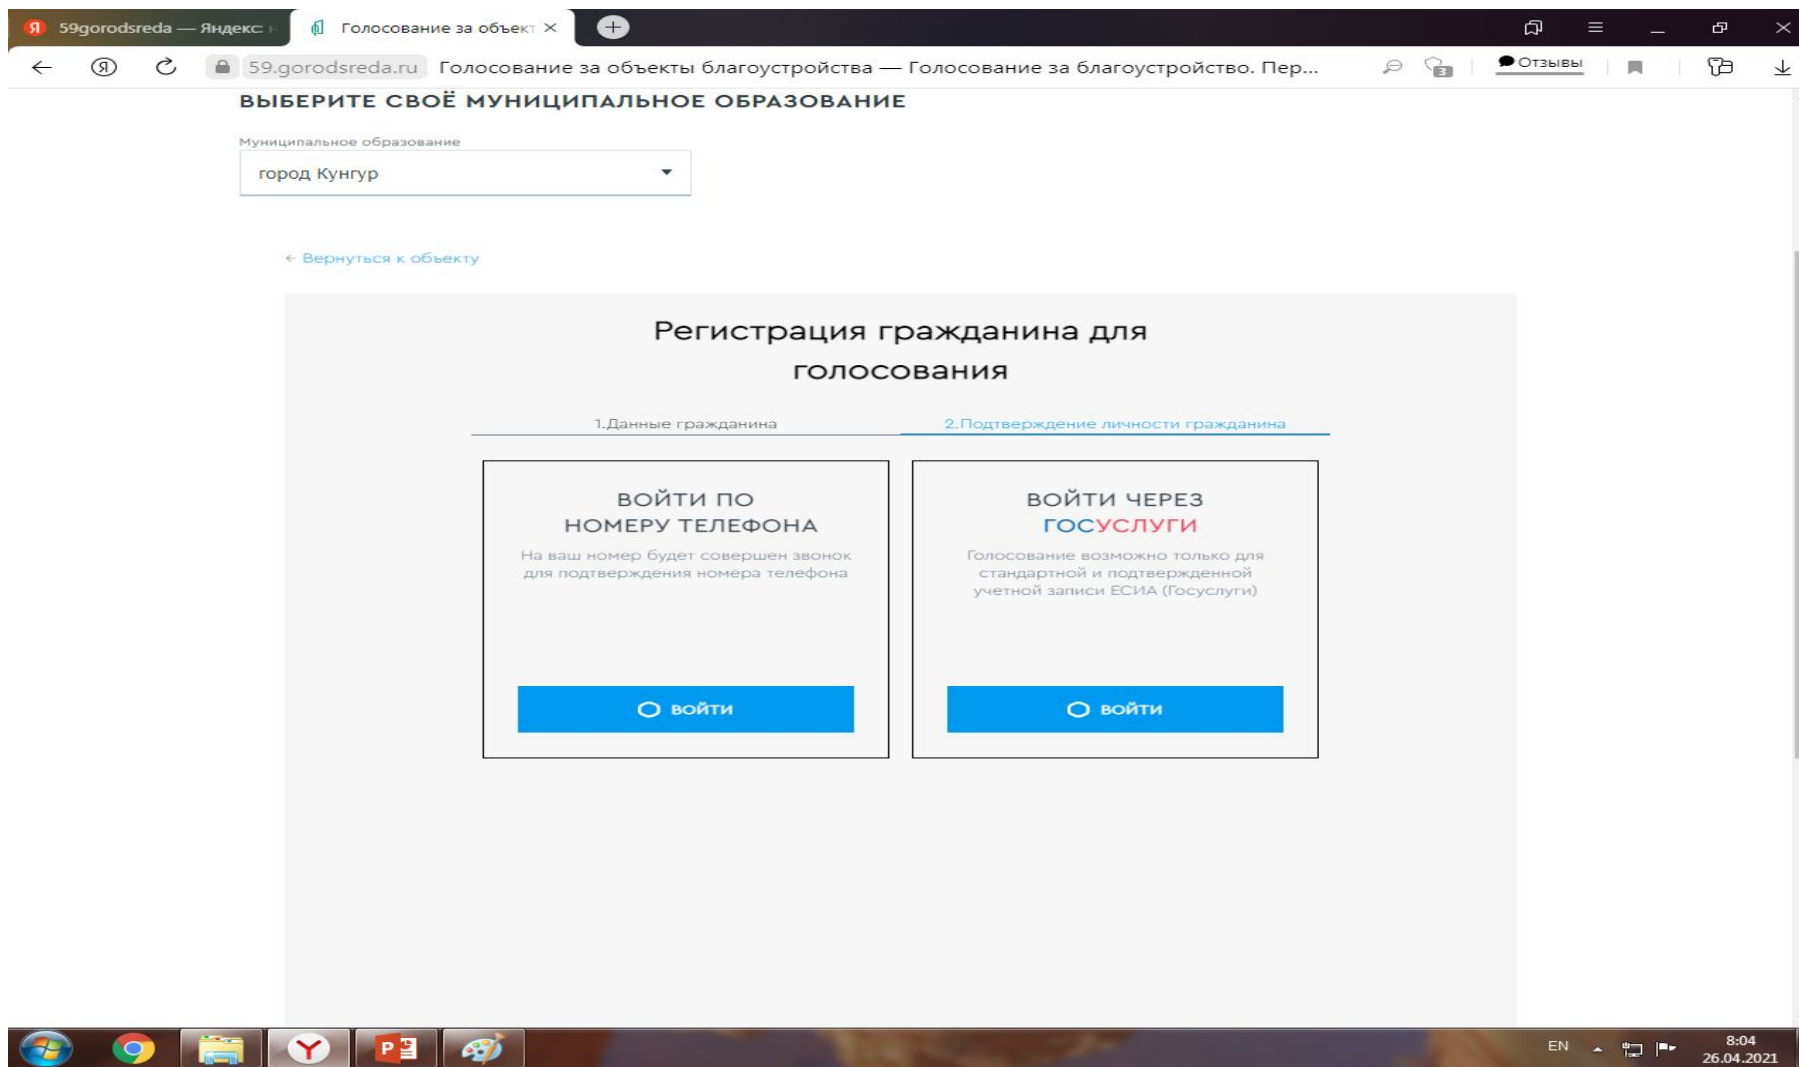 Я 59gorodsreda — Яндекс: н
Голосование за объект
59.gorodsreda.ru Голосование за объекты благоустройства — Голосование за благоустройство. Пер...
3
Отзывы
ВЫБЕРИТЕ СВОЁ МУНИЦИПАЛЬНОЕ ОБРАЗОВАНИЕ
Муниципальное образование
город Кунгур
← Вернуться к объекту
Регистрация гражданина для
голосования
1.Данные гражданина
2.Подтверждение личности гражданина
ВОЙТИ ПО
НОМЕРУ ТЕЛЕФОНА
На ваш номер будет совершен звонок
для подтверждения номера телефона
ВОЙТИ
ВОЙТИ ЧЕРЕЗ
ГОСУСЛУГИ
Голосование возможно только для
стандартной и подтвержденной
учетной записи ЕСИА (Госуслуги)
ВОЙТИ
EN
8:04
26.04.2021